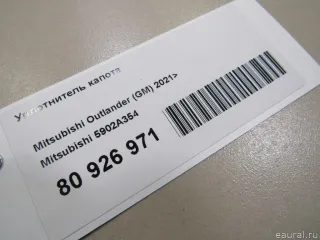 Уплотнитель капота
Mitsubishi Outlander (GM) 2021>
Mitsubishi 5902A354
80 926 971
eaural.ru